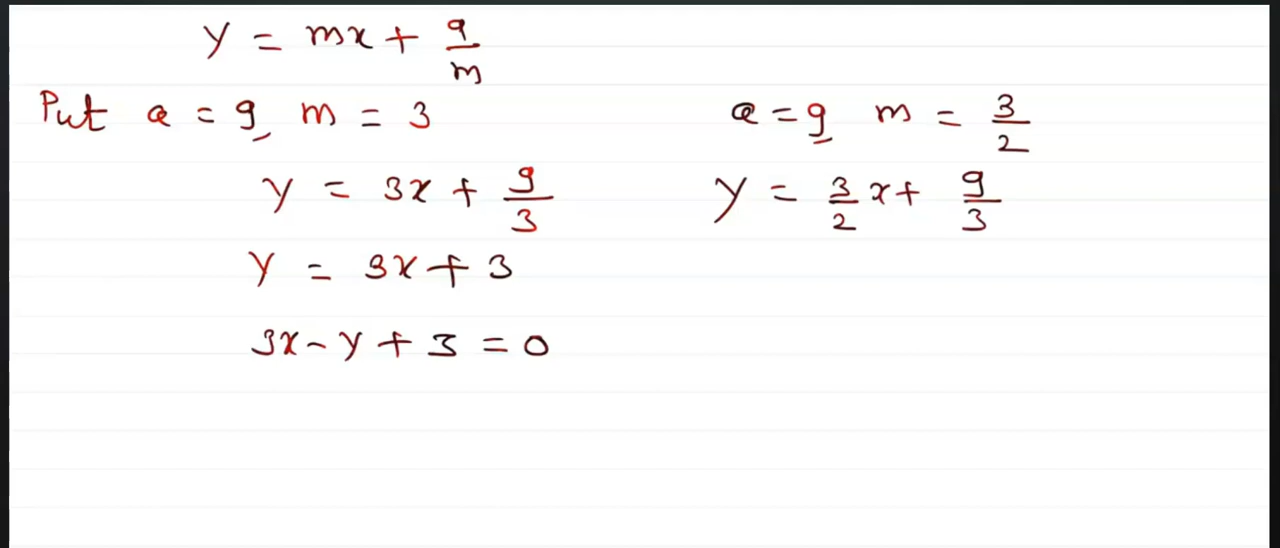 y = mx + 9/m
Put a = 9 m = 3
y = 3x + 9/3
y = 3x + 3
3x - y + 3 = 0
a = 9 m = 3/2
y = 3/2 x + 9/3